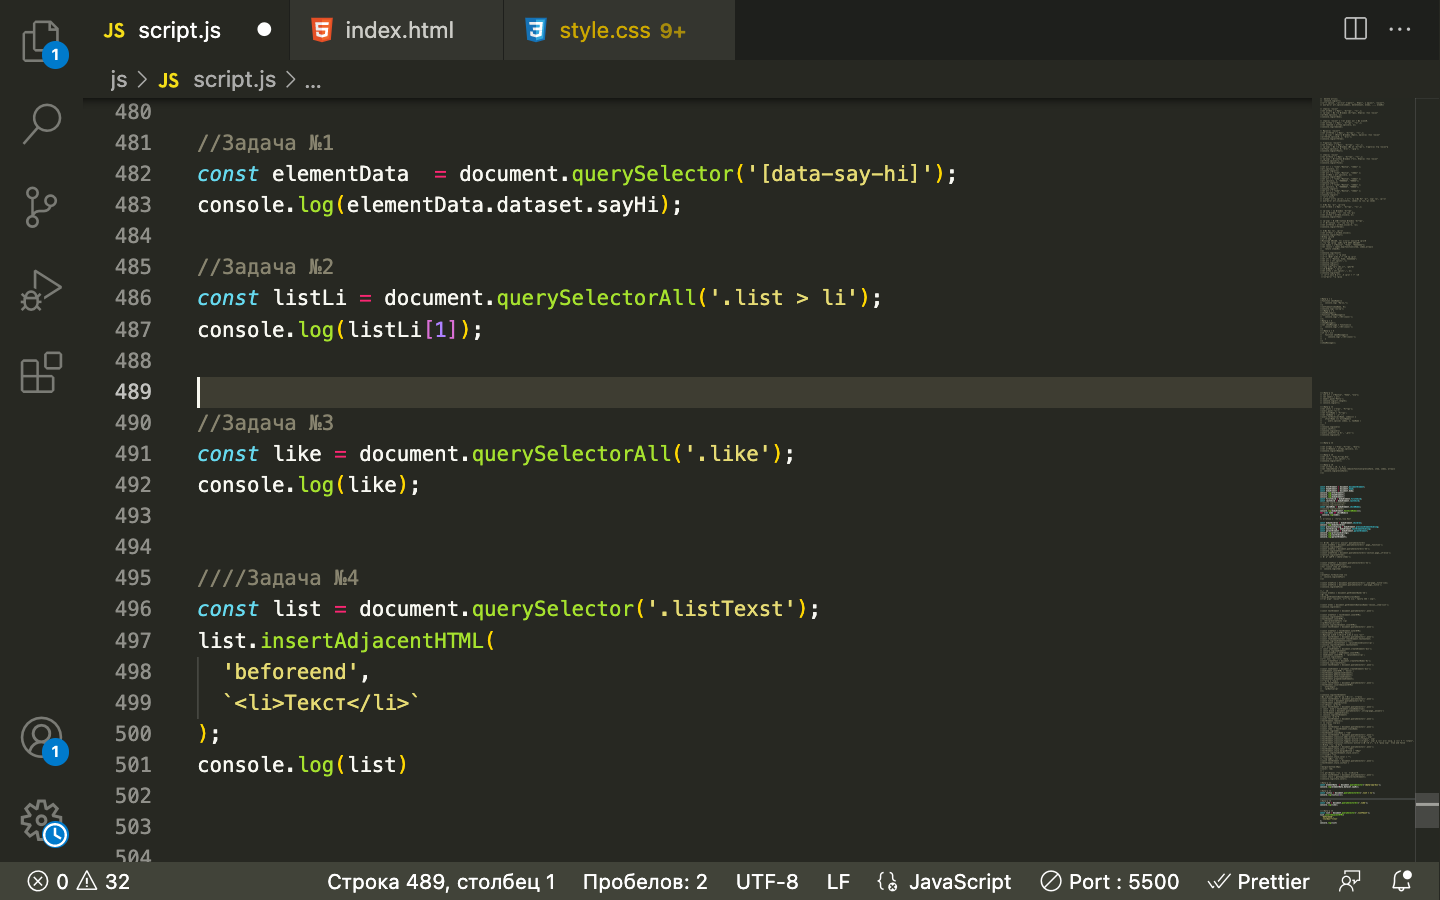 JS script.js
index.html
style.css 9+
js > JS script.js > ...
1
480
481 //Задача №1
482 const elementData  = document.querySelector('[data-say-hi]');
483 console.log(elementData.dataset.sayHi);
484
485 //Задача №2
486 const listLi = document.querySelectorAll('.list > li');
487 console.log(listLi[1]);
488
489
490 //Задача №3
491 const like = document.querySelectorAll('.like');
492 console.log(like);
493
494
495 ////Задача №4
496 const list = document.querySelector('.listTexst');
497 list.insertAdjacentHTML(
498   'beforeend',
499   `<li>Текст</li>`
500 );
501 console.log(list)
502
503
504
1
0 32 Строка 489, столбец 1 Пробелов: 2 UTF-8 LF JavaScript Port : 5500 Prettier